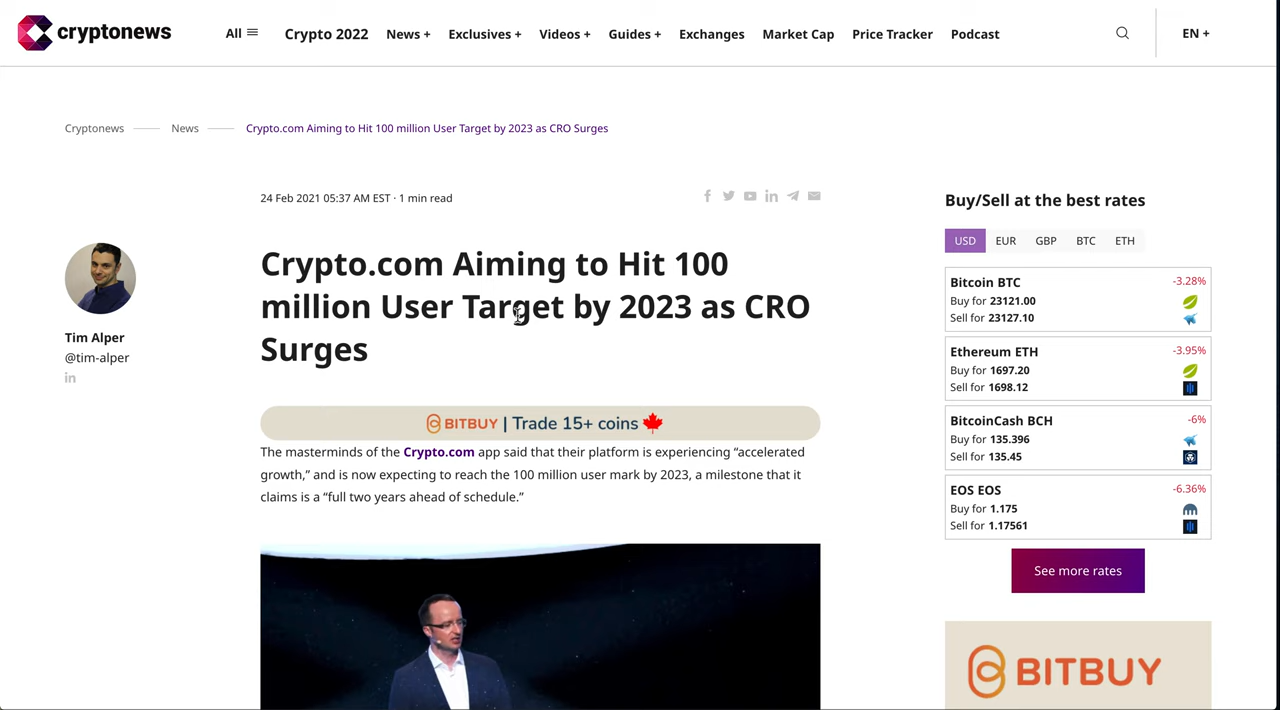 cryptonews
All
Crypto 2022
News +
Exclusives +
Videos +
Guides +
Exchanges
Market Cap
Price Tracker
Podcast
EN +
Cryptonews
News
Crypto.com Aiming to Hit 100 million User Target by 2023 as CRO Surges
24 Feb 2021 05:37 AM EST · 1 min read
Tim Alper
@tim-alper
in
Crypto.com Aiming to Hit 100
million User Target by 2023 as CRO
Surges
BITBUY | Trade 15+ coins
The masterminds of the Crypto.com app said that their platform is experiencing “accelerated
growth,” and is now expecting to reach the 100 million user mark by 2023, a milestone that it
claims is a “full two years ahead of schedule.”
Buy/Sell at the best rates
USD
EUR
GBP
BTC
ETH
Bitcoin BTC
-3.28%
Buy for 23121.00
Sell for 23127.10
Ethereum ETH
-3.95%
Buy for 1697.20
Sell for 1698.12
BitcoinCash BCH
-6%
Buy for 135.396
Sell for 135.45
EOS EOS
-6.36%
Buy for 1.175
Sell for 1.17561
See more rates
BITBUY